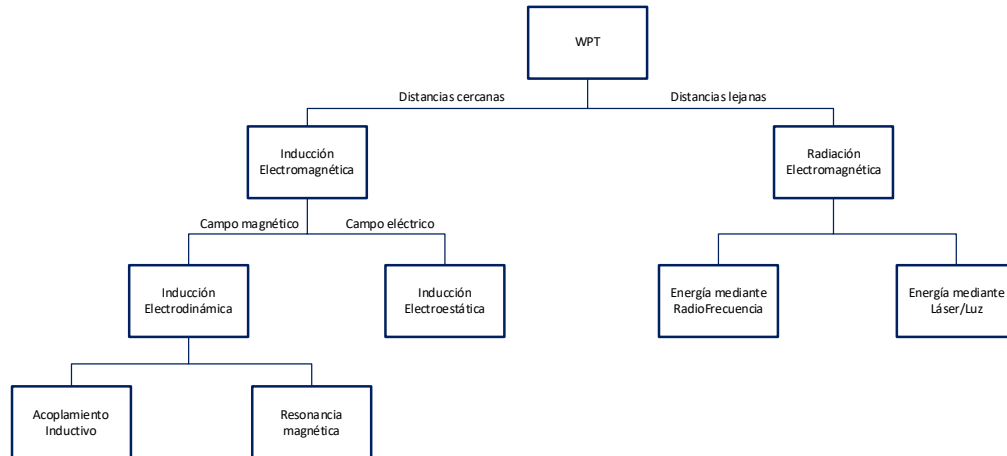 WPT
Distancias cercanas
Distancias lejanas
Inducción
Electromagnética
Radiación
Electromagnética
Campo magnético
Campo eléctrico
Inducción
Electrodinámica
Inducción
Electroestática
Energía mediante
RadioFrecuencia
Energía mediante
Láser/Luz
Acoplamiento
Inductivo
Resonancia
magnética